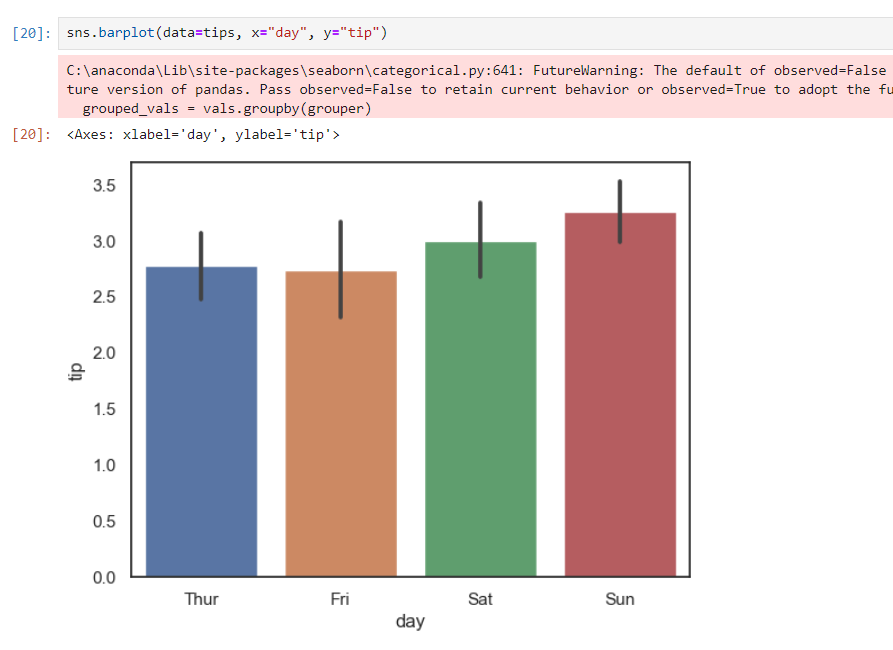 [20]: sns.barplot(data=tips, x="day", y="tip")
C:\anaconda\Lib\site-packages\seaborn\categorical.py:641: FutureWarning: The default of observed=False
ture version of pandas. Pass observed=False to retain current behavior or observed=True to adopt the fu
grouped_vals = vals.groupby(grouper)
[20]: <Axes: xlabel='day', ylabel='tip'>
3.5
3.0
2.5
2.0
1.5
1.0
0.5
0.0
tip
Thur Fri Sat Sun
day